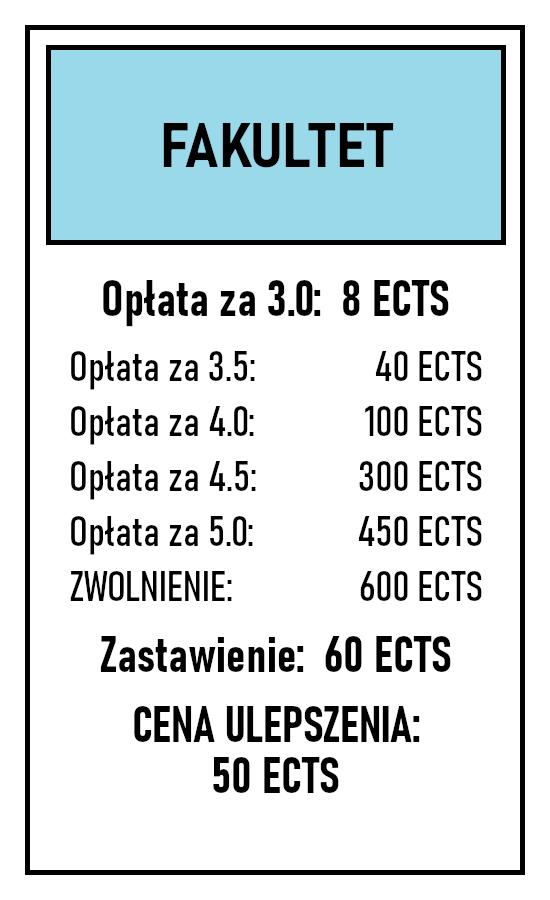 FAKULTET
Opłata za 3.0: 8 ECTS
Opłata za 3.5: 40 ECTS
Opłata za 4.0: 100 ECTS
Opłata za 4.5: 300 ECTS
Opłata za 5.0: 450 ECTS
ZWOLNIENIE: 600 ECTS
Zastawienie: 60 ECTS
CENA ULEPSZENIA:
50 ECTS